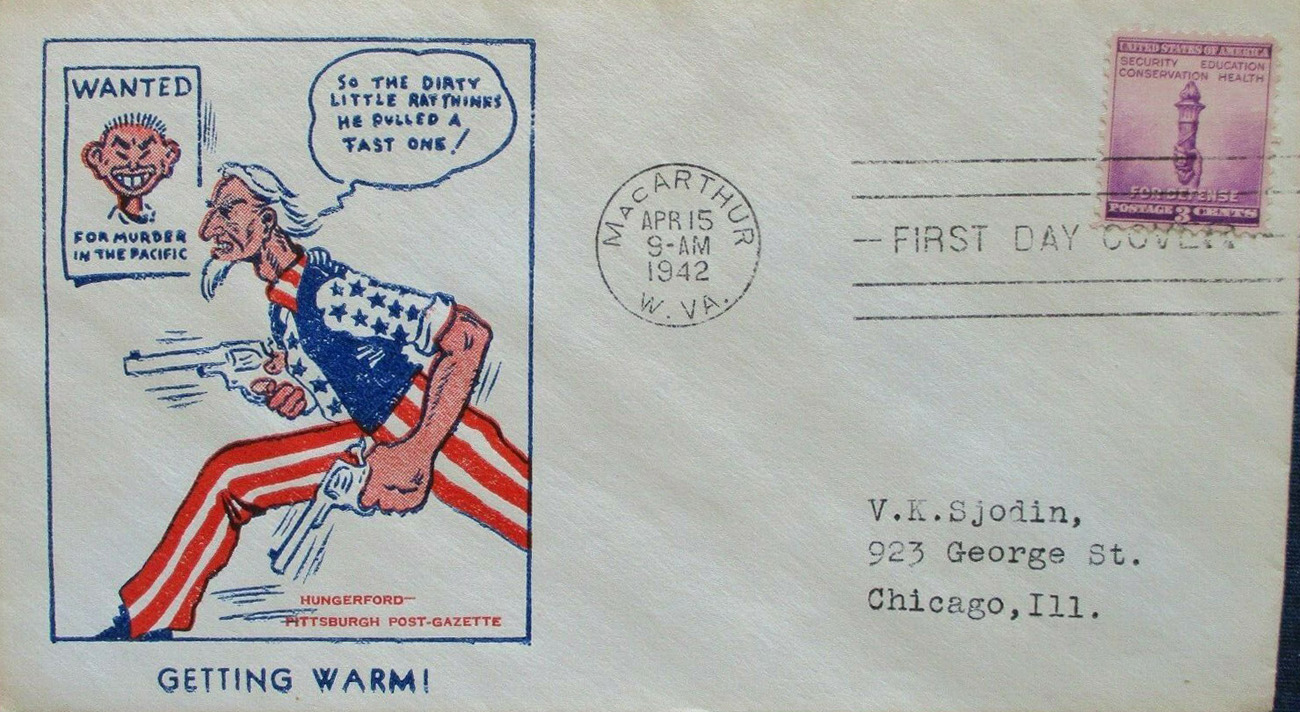 WANTED
FOR MURDER
IN THE PACIFIC
SO THE DIRTY
LITTLE RAT THINKS
HE PULLED A
FAST ONE!
HUNGERFORD—
PITTSBURGH POST-GAZETTE
GETTING WARM!
MACARTHUR
APR 15
9-AM
1942
W. VA.
— FIRST DAY COVER —
UNITED STATES OF AMERICA
SECURITY EDUCATION
CONSERVATION HEALTH
FOR DEFENSE
POSTAGE 3 CENTS
V.K.Sjodin,
923 George St.
Chicago,Ill.